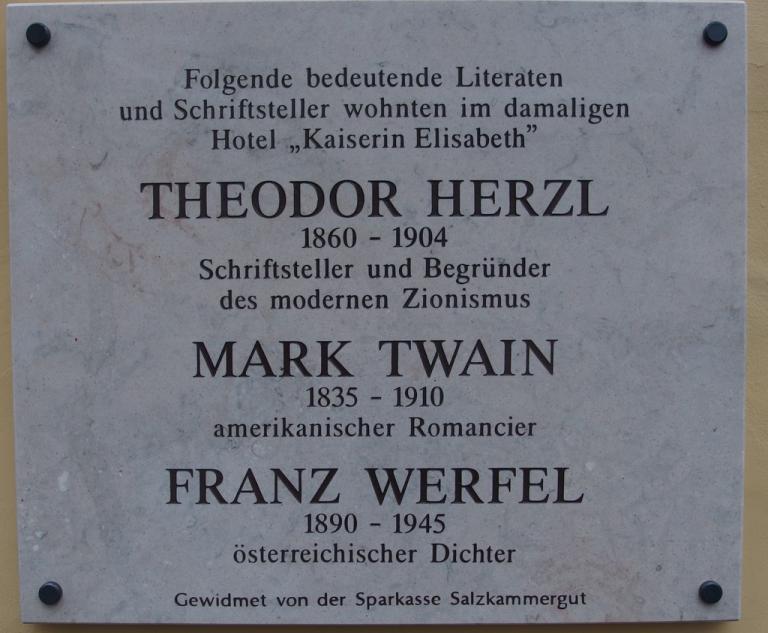 Folgende bedeutende Literaten
und Schriftsteller wohnten im damaligen
Hotel „Kaiserin Elisabeth”
THEODOR HERZL
1860 - 1904
Schriftsteller und Begründer
des modernen Zionismus
MARK TWAIN
1835 - 1910
amerikanischer Romancier
FRANZ WERFEL
1890 - 1945
österreichischer Dichter
Gewidmet von der Sparkasse Salzkammergut